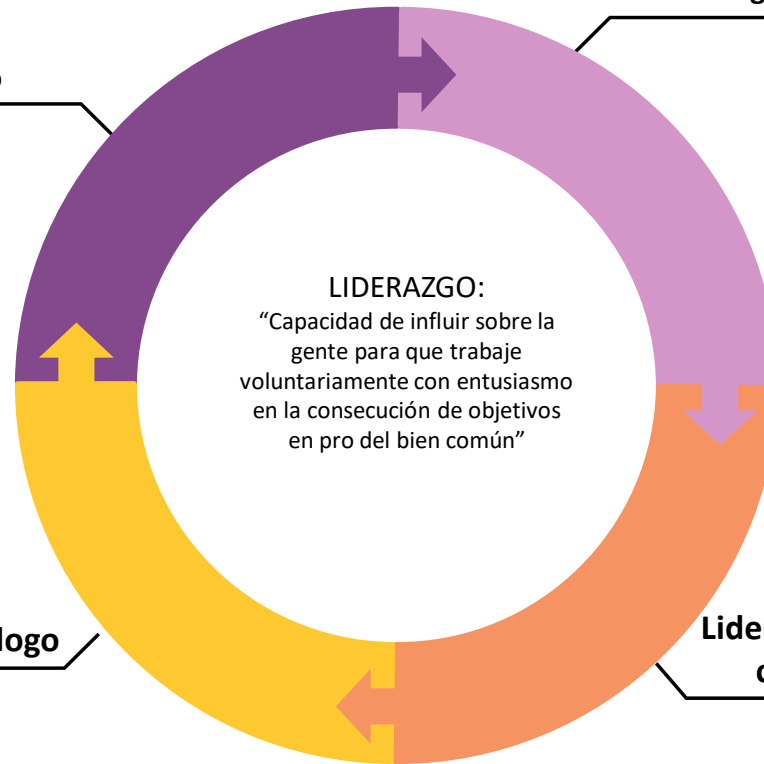 LIDERAZGO:
“Capacidad de influir sobre la
gente para que trabaje
voluntariamente con entusiasmo
en la consecución de objetivos
en pro del bien común”
logo
Lide